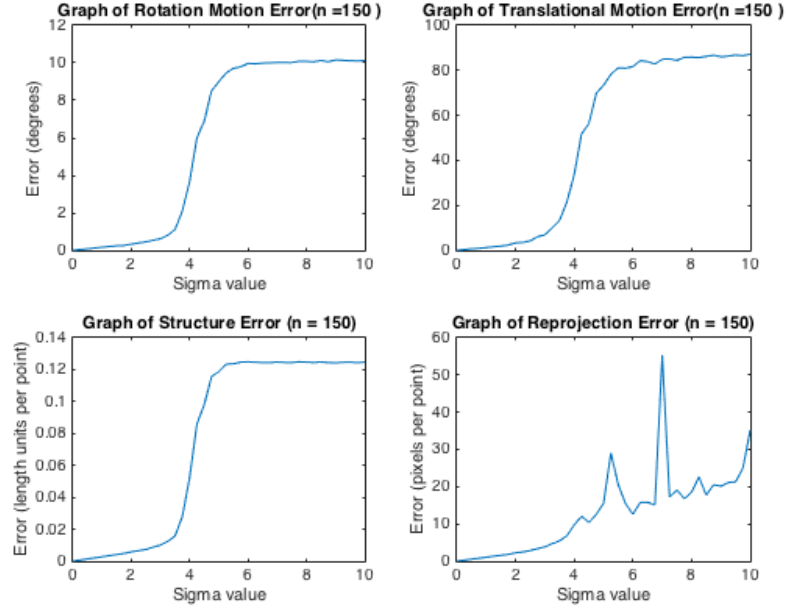 Graph of Rotation Motion Error(n =150 )
12
10
8
6
4
2
0
Error (degrees)
0 2 4 6 8 10
Sigma value
Graph of Translational Motion Error(n =150 )
100
80
60
40
20
0
Error (degrees)
0 2 4 6 8 10
Sigma value
Graph of Structure Error (n = 150)
0.14
0.12
0.1
0.08
0.06
0.04
0.02
0
Error (length units per point)
0 2 4 6 8 10
Sigma value
Graph of Reprojection Error (n = 150)
60
50
40
30
20
10
0
Error (pixels per point)
0 2 4 6 8 10
Sigma value